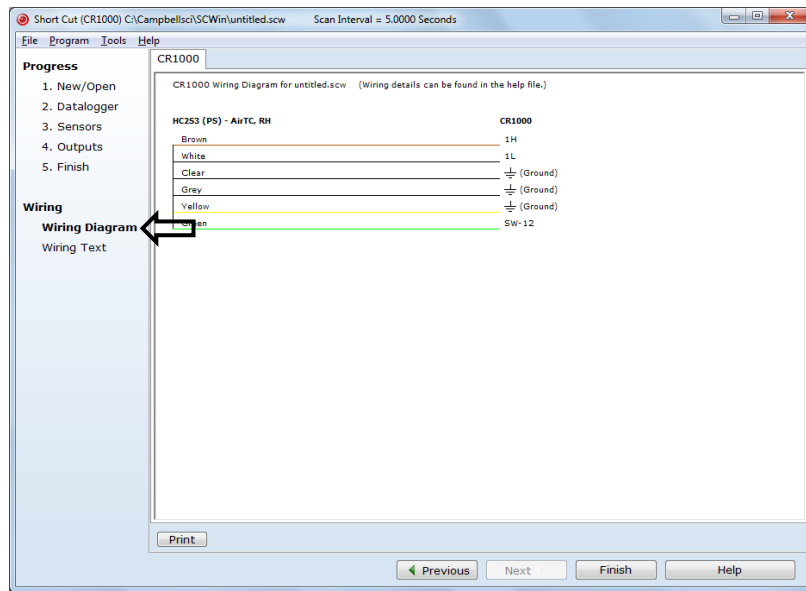 Short Cut (CR1000) C:\Campbellsci\SCWin\untitled.scw Scan Interval = 5.0000 Seconds
File Program Tools Help
Progress
1. New/Open
2. Datalogger
3. Sensors
4. Outputs
5. Finish
Wiring
Wiring Diagram
Wiring Text
CR1000
CR1000 Wiring Diagram for untitled.scw (Wiring details can be found in the help file.)
HC2S3 (PS) - AirTC, RH CR1000
Brown 1H
White 1L
Clear (Ground)
Grey (Ground)
Yellow (Ground)
Green SW-12
Print
Previous Next Finish Help